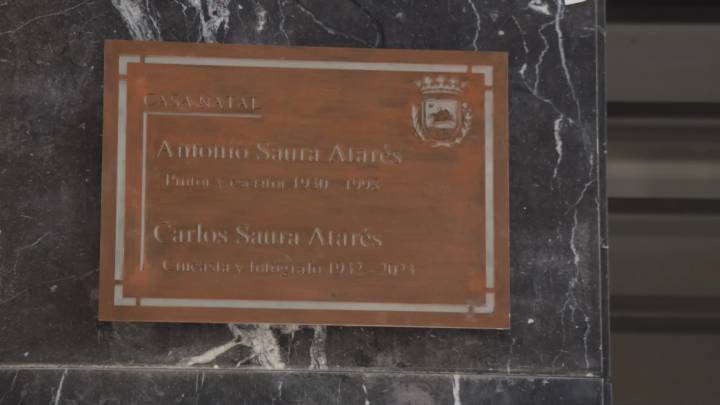 CASA NATAL
Antonio Saura Atarés
Pintor y escritor 1930 - 1998
Carlos Saura Atarés
Cineasta y fotógrafo 1932 - 2023